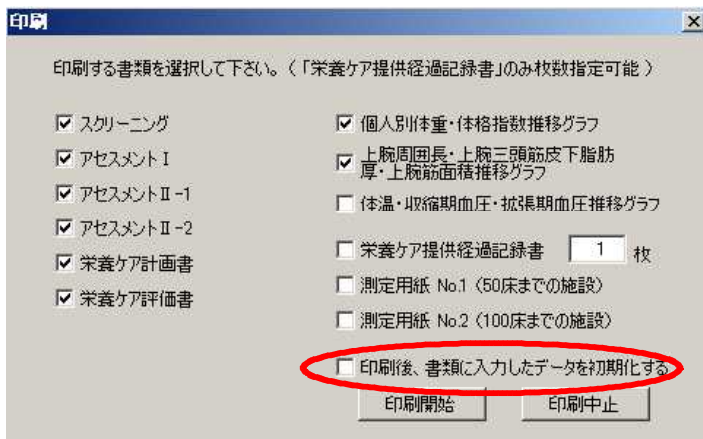 印刷
印刷する書類を選択して下さい。（「栄養ケア提供経過記録書」のみ枚数指定可能）
スクリーニング
アセスメントⅠ
アセスメントⅡ-1
アセスメントⅡ-2
栄養ケア計画書
栄養ケア評価書
個人別体重・体格指数推移グラフ
上腕周囲長・上腕三頭筋皮下脂肪
厚・上腕筋面積推移グラフ
体温・収縮期血圧・拡張期血圧推移グラフ
栄養ケア提供経過記録書 1 枚
測定用紙 No.1（50床までの施設）
測定用紙 No.2（100床までの施設）
印刷後、書類に入力したデータを初期化する
印刷開始 印刷中止